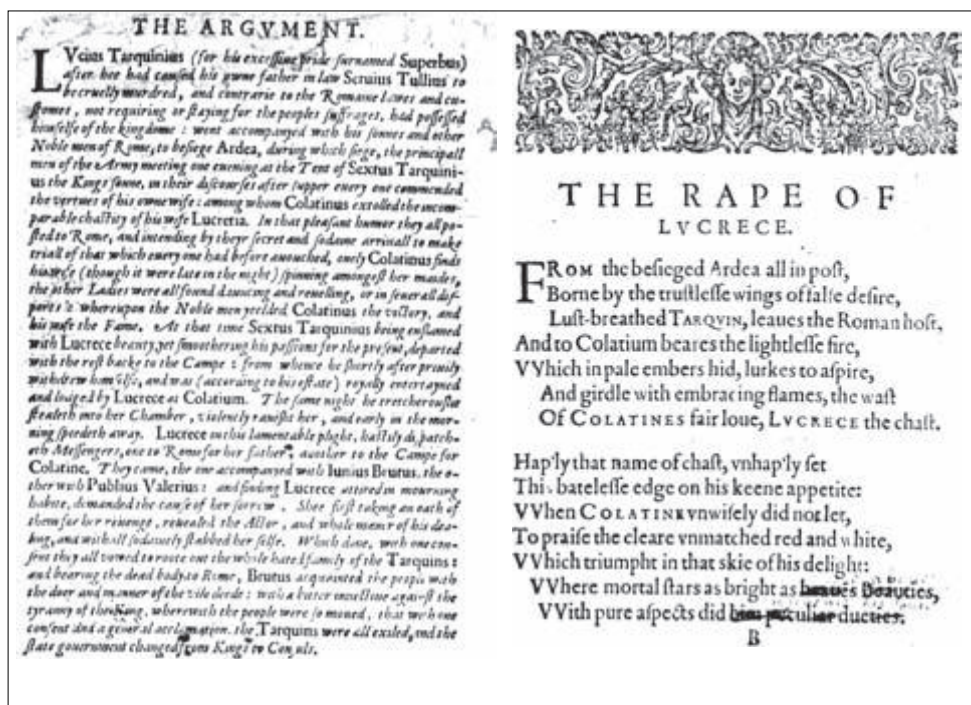 THE ARGVMENT.
LVcius Tarquinius (for his excessiue pride surnamed Superbus)
after hee had caused his owne father in law Seruius Tullius to
be cruelly murdred, and contrarie to the Romaine lawes and cu-
stomes, not requiring or staying for the peoples suffrages, had possessed
himselfe of the kingdome: went accompanyed with his sonnes and other
Noble men of Rome, to besiege Ardea, during which siege, the principall
men of the Army meeting one euening at the Tent of Sextus Tarquini-
us the Kings sonne, in their discourses after supper euery one commended
the vertues of his owne wife: among whom Colatinus extolled the incom-
parable chastity of his wife Lucretia. In that pleasant humor they all po-
sted to Rome, and intending by theyr secret and sodaine arriuall to make
triall of that which euery one had before auouched, onely Colatinus finds
his wife (though it were late in the night) spinning amongest her maides,
the other Ladies were all found dauncing and reuelling, or in seuerall dis-
ports: whereupon the Noble men yeelded Colatinus the victory, and
his wife the Fame. At that time Sextus Tarquinius being enflamed
with Lucrece beauty, yet smoothering his passions for the present, departed
with the rest backe to the Campe: from whence he shortly after priuily
withdrew himselfe, and was (according to his estate) royally entertayned
and lodged by Lucrece at Colatium. The same night he tretcherouslie
stealeth into her Chamber, violently rauisht her, and early in the mor-
ning speedeth away. Lucrece in this lamentable plight, hastily dispatch-
eth Messengers, one to Rome for her father, another to the Campe for
Colatine. They came, the one accompanyed with Iunius Brutus, the o-
ther with Publius Valerius: and finding Lucrece attired in mourning
habite, demanded the cause of her sorrow. Shee first taking an oath of
them for her reuenge, reuealed the Actor, and whole maner of his dea-
ling, and withall sodainely stabbed her selfe. Which done, with one con-
sent they all vowed to roote out the whole hated family of the Tarquins:
and bearing the dead body to Rome, Brutus acquainted the people with
the doer and manner of the vile deede: with a bitter inuectiue against the
tyranny of the King, wherewith the people were so moued, that with one
consent and a general acclamation, the Tarquins were all exiled, and the
state gouernment changed from Kings to Consuls.
THE RAPE OF
LVCRECE.
FROM the besieged Ardea all in post,
Borne by the trustlesse wings of false desire,
Lust-breathed TARQVIN, leaues the Roman host,
And to Colatium beares the lightlesse fire,
VVhich in pale embers hid, lurkes to aspire,
And girdle with embracing flames, the wast
Of COLATINES fair loue, LVCRECE the chast.
Hap'ly that name of chast, vnhap'ly set
This batelesse edge on his keene appetite:
VVhen COLATINE vnwisely did not let,
To praise the cleare vnmatched red and white,
VVhich triumpht in that skie of his delight:
VVhere mortal stars as bright as heauẽs Beauties,
VVith pure aspects did him peculiar dueties.
B